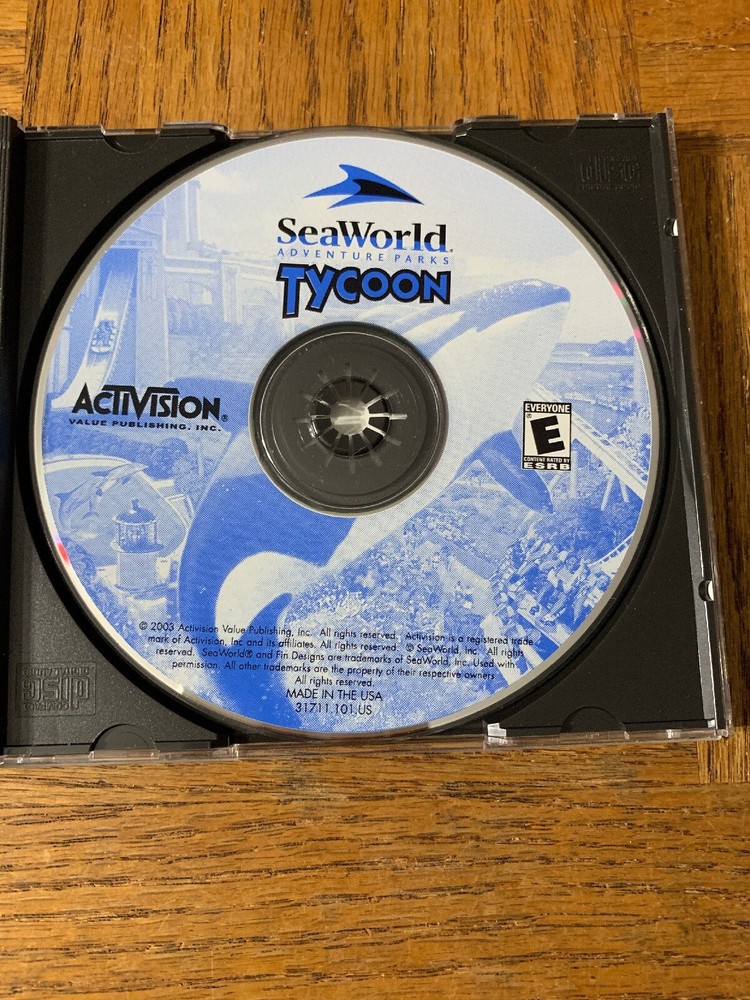 SeaWorld®
ADVENTURE PARKS
TYCOON
ACTIVISION®
VALUE PUBLISHING, INC.
EVERYONE
E
CONTENT RATED BY
ESRB
© 2003 Activision Value Publishing, Inc. All rights reserved. Activision is a registered trade
mark of Activision, Inc and its affiliates. All rights reserved. © SeaWorld, Inc. All rights
reserved. SeaWorld® and Fin Designs are trademarks of SeaWorld, Inc. Used with
permission. All other trademarks are the property of their respective owners
All rights reserved.
MADE IN THE USA
31711.101.US